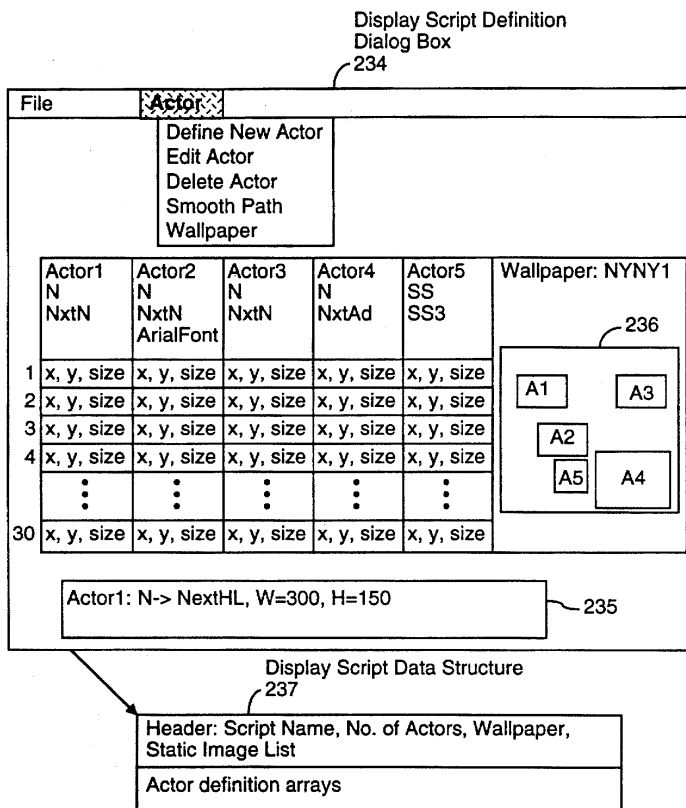 Display Script Definition
Dialog Box
234
File
Actor
Define New Actor
Edit Actor
Delete Actor
Smooth Path
Wallpaper
Actor1 Actor2 Actor3 Actor4 Actor5 Wallpaper: NYNY1
N N N N SS
NxtN NxtN NxtN NxtAd SS3
ArialFont
236
1 x, y, size x, y, size x, y, size x, y, size x, y, size
2 x, y, size x, y, size x, y, size x, y, size x, y, size
3 x, y, size x, y, size x, y, size x, y, size x, y, size
4 x, y, size x, y, size x, y, size x, y, size x, y, size
30 x, y, size x, y, size x, y, size x, y, size x, y, size
A1 A3
A2
A5 A4
Actor1: N-> NextHL, W=300, H=150
235
Display Script Data Structure
237
Header: Script Name, No. of Actors, Wallpaper,
Static Image List
Actor definition arrays